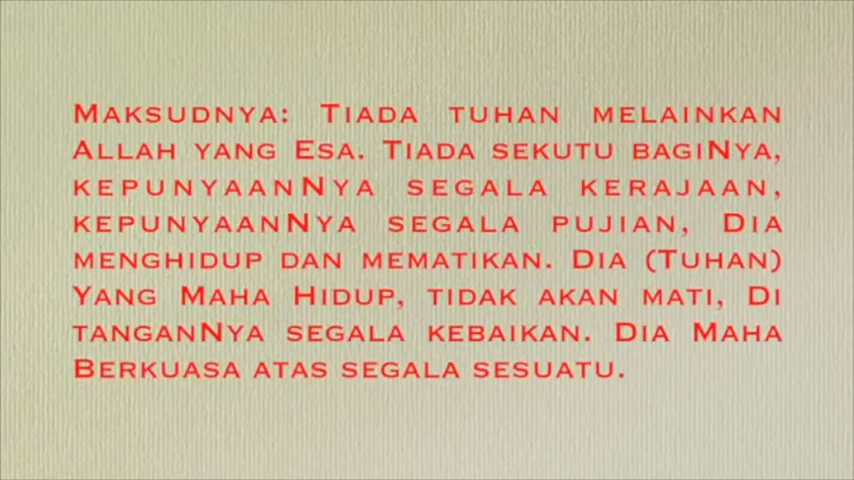 Maksudnya: Tiada tuhan melainkan
Allah yang Esa. Tiada sekutu bagiNya,
kepunyaanNya segala kerajaan,
kepunyaanNya segala pujian, Dia
menghidup dan mematikan. Dia (Tuhan)
Yang Maha Hidup, tidak akan mati, Di
tanganNya segala kebaikan. Dia Maha
Berkuasa atas segala sesuatu.